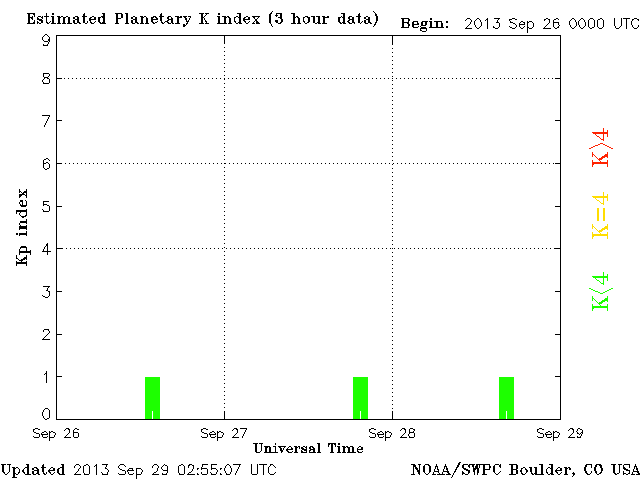 Estimated Planetary K index (3 hour data) Begin: 2013 Sep 26 0000 UTC
9
8
7
6
5
4
3
2
1
0
Kp index
K>4
K=4
K<4
Sep 26 Sep 27 Sep 28 Sep 29
Universal Time
Updated 2013 Sep 29 02:55:07 UTC NOAA/SWPC Boulder, CO USA